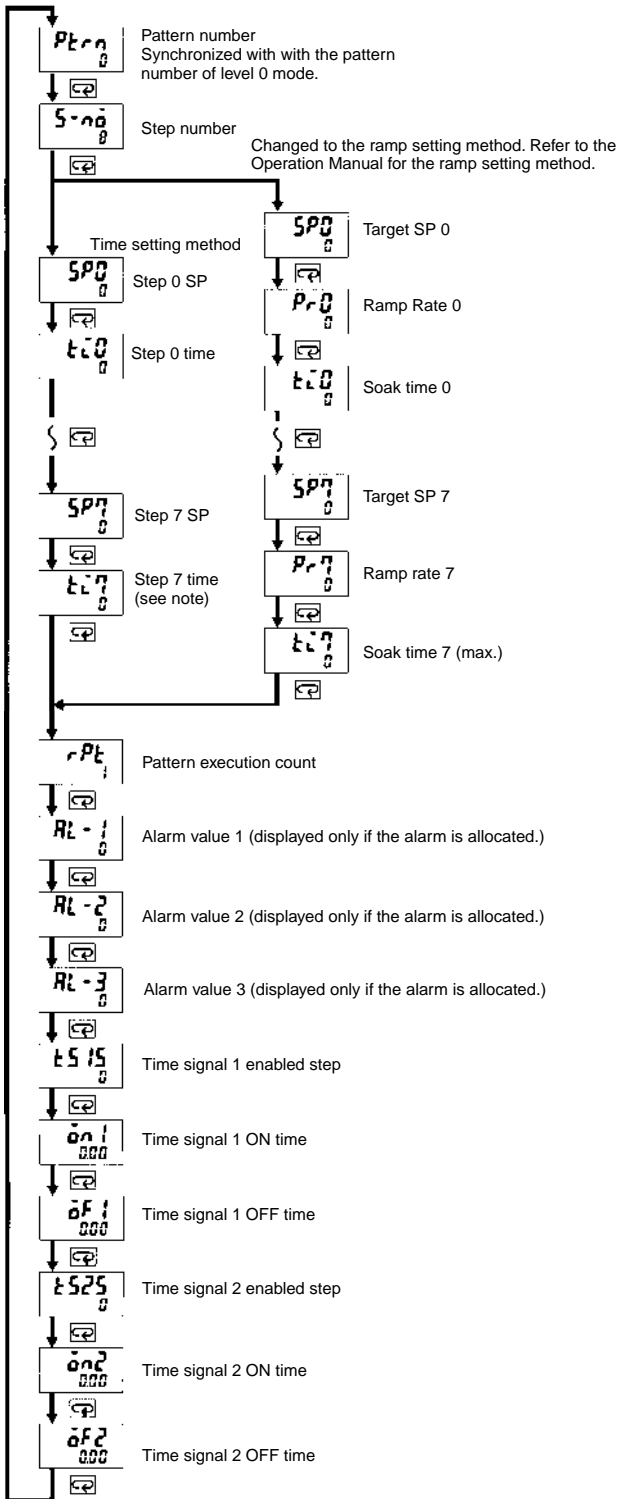 Ptrn
0
Pattern number
Synchronized with with the pattern
number of level 0 mode.
S-no
8
Step number
Changed to the ramp setting method. Refer to the
Operation Manual for the ramp setting method.
Time setting method
SP0
0
Step 0 SP
ti0
0
Step 0 time
SP7
0
Step 7 SP
ti7
0
Step 7 time
(see note)
SP0
0
Target SP 0
Pr0
0
Ramp Rate 0
ti0
0
Soak time 0
SP7
0
Target SP 7
Pr7
0
Ramp rate 7
ti7
0
Soak time 7 (max.)
rPt
1
Pattern execution count
AL-1
0
Alarm value 1 (displayed only if the alarm is allocated.)
AL-2
0
Alarm value 2 (displayed only if the alarm is allocated.)
AL-3
0
Alarm value 3 (displayed only if the alarm is allocated.)
tS1S
0
Time signal 1 enabled step
on1
0.00
Time signal 1 ON time
oF1
0.00
Time signal 1 OFF time
tS2S
0
Time signal 2 enabled step
on2
0.00
Time signal 2 ON time
oF2
0.00
Time signal 2 OFF time